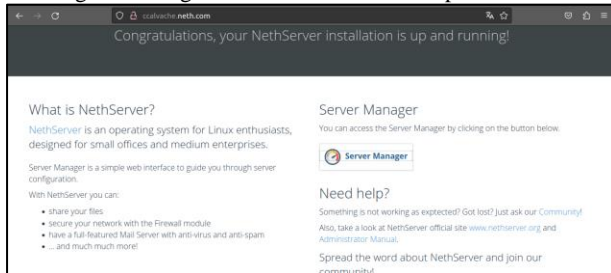 ccalvache.neth.com
Congratulations, your NethServer installation is up and running!
What is NethServer?
NethServer is an operating system for Linux enthusiasts,
designed for small offices and medium enterprises.
Server Manager is a simple web interface to guide you through server
configuration.
With NethServer you can:
• share your files
• secure your network with the Firewall module
• have a full-featured Mail Server with anti-virus and anti-spam
• ... and much much more!
Server Manager
You can access the Server Manager by clicking on the button below.
Server Manager
Need help?
Something is not working as exptected? Got lost? Just ask our Community!
Also, take a look at NethServer official site www.nethserver.org and
Administrator Manual.
Spread the word about NethServer and join our
community!